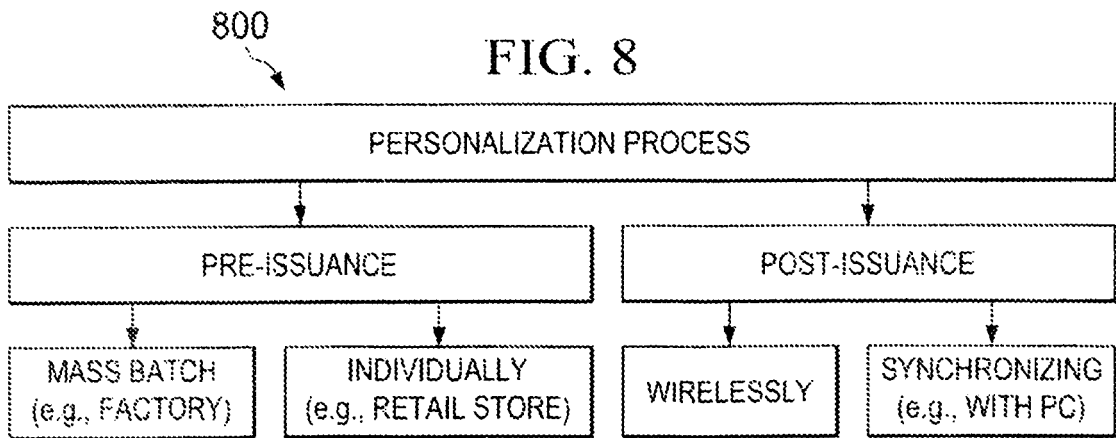 800
FIG. 8
PERSONALIZATION PROCESS
PRE-ISSUANCE
POST-ISSUANCE
MASS BATCH
(e.g., FACTORY)
INDIVIDUALLY
(e.g., RETAIL STORE)
WIRELESSLY
SYNCHRONIZING
(e.g., WITH PC)